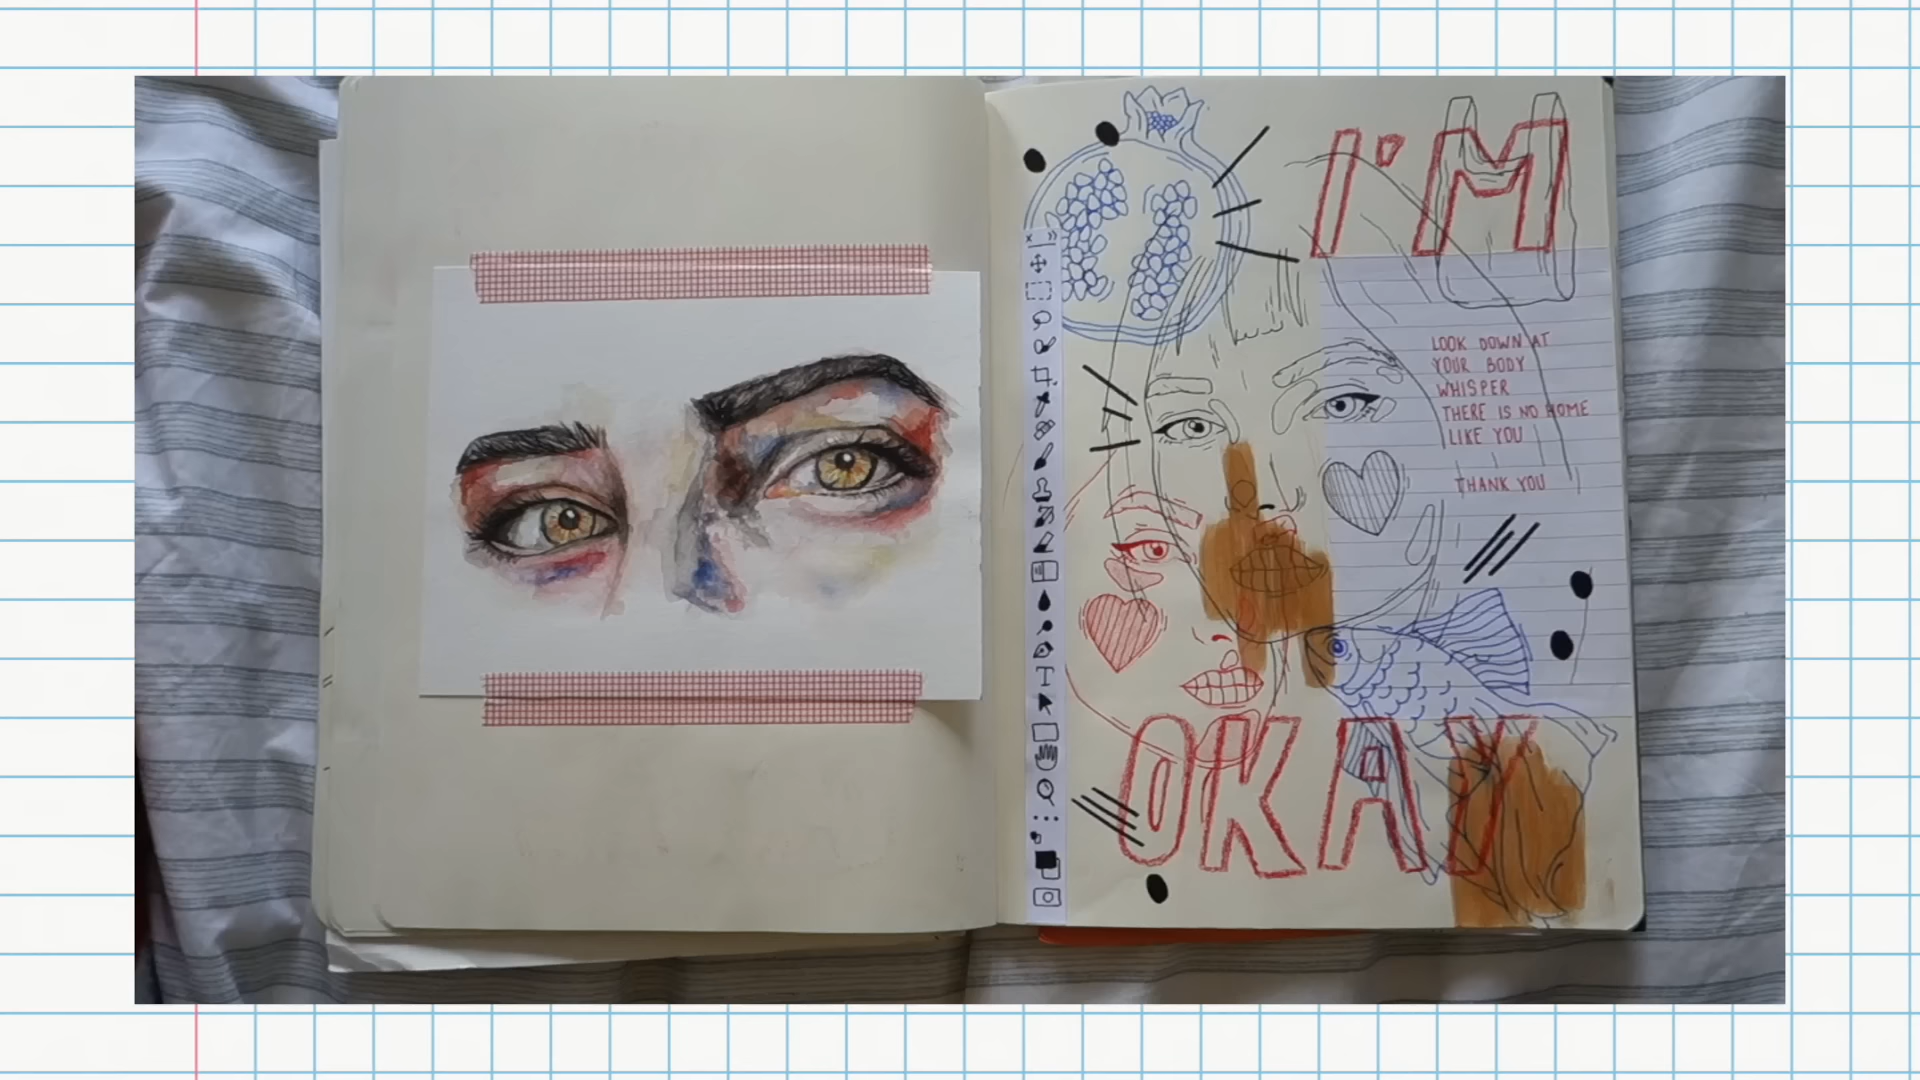 I'M
LOOK DOWN AT
YOUR BODY
WHISPER
THERE IS NO HOME
LIKE YOU
THANK YOU
T
OKAY